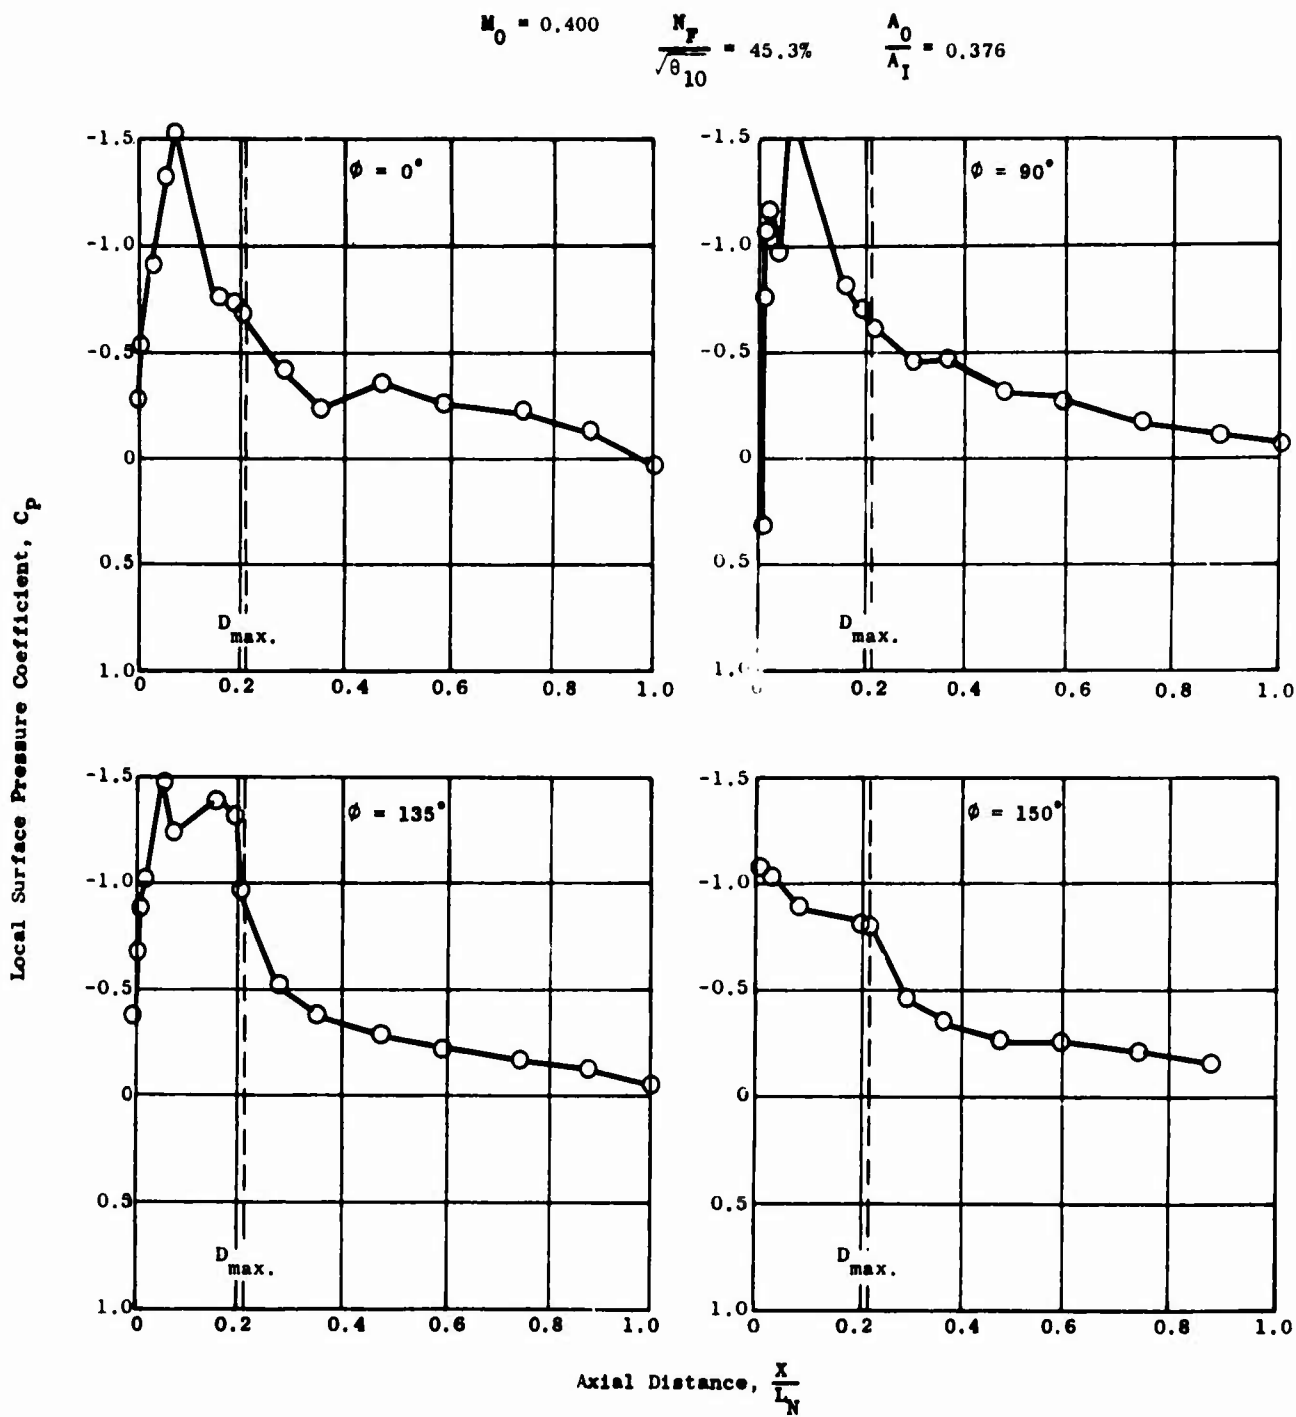 M0 = 0.400 NF/√θ10 = 45.3% A0/AI = 0.376
Local Surface Pressure Coefficient, Cp
ϕ = 0°
-1.5
-1.0
-0.5
0
0.5
1.0
Dmax.
0 0.2 0.4 0.6 0.8 1.0
ϕ = 90°
-1.5
-1.0
-0.5
0
0.5
Dmax.
0.2 0.4 0.6 0.8 1.0
ϕ = 135°
-1.5
-1.0
-0.5
0
0.5
1.0
Dmax.
0 0.2 0.4 0.6 0.8 1.0
ϕ = 150°
-1.5
-1.0
-0.5
0
0.5
1.0
Dmax.
0 0.2 0.4 0.6 0.8 1.0
Axial Distance, X/LN